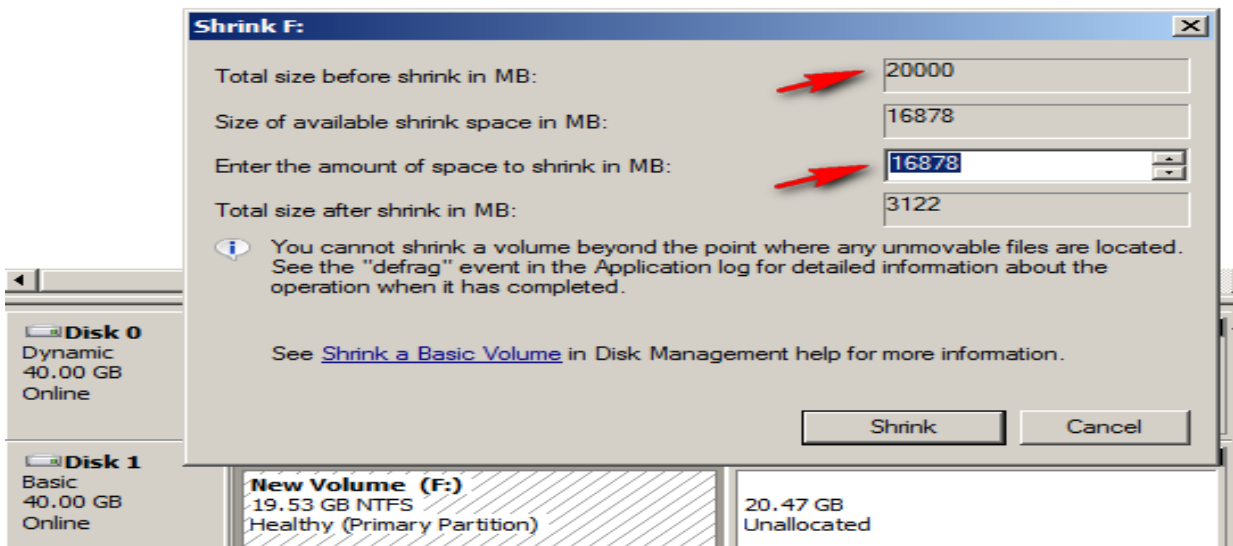 Shrink F:
Total size before shrink in MB: 20000
Size of available shrink space in MB: 16878
Enter the amount of space to shrink in MB: 16878
Total size after shrink in MB: 3122
You cannot shrink a volume beyond the point where any unmovable files are located.
See the "defrag" event in the Application log for detailed information about the
operation when it has completed.
See Shrink a Basic Volume in Disk Management help for more information.
Shrink Cancel
Disk 0
Dynamic
40.00 GB
Online
Disk 1
Basic
40.00 GB
Online
New Volume (F:)
19.53 GB NTFS
Healthy (Primary Partition)
20.47 GB
Unallocated